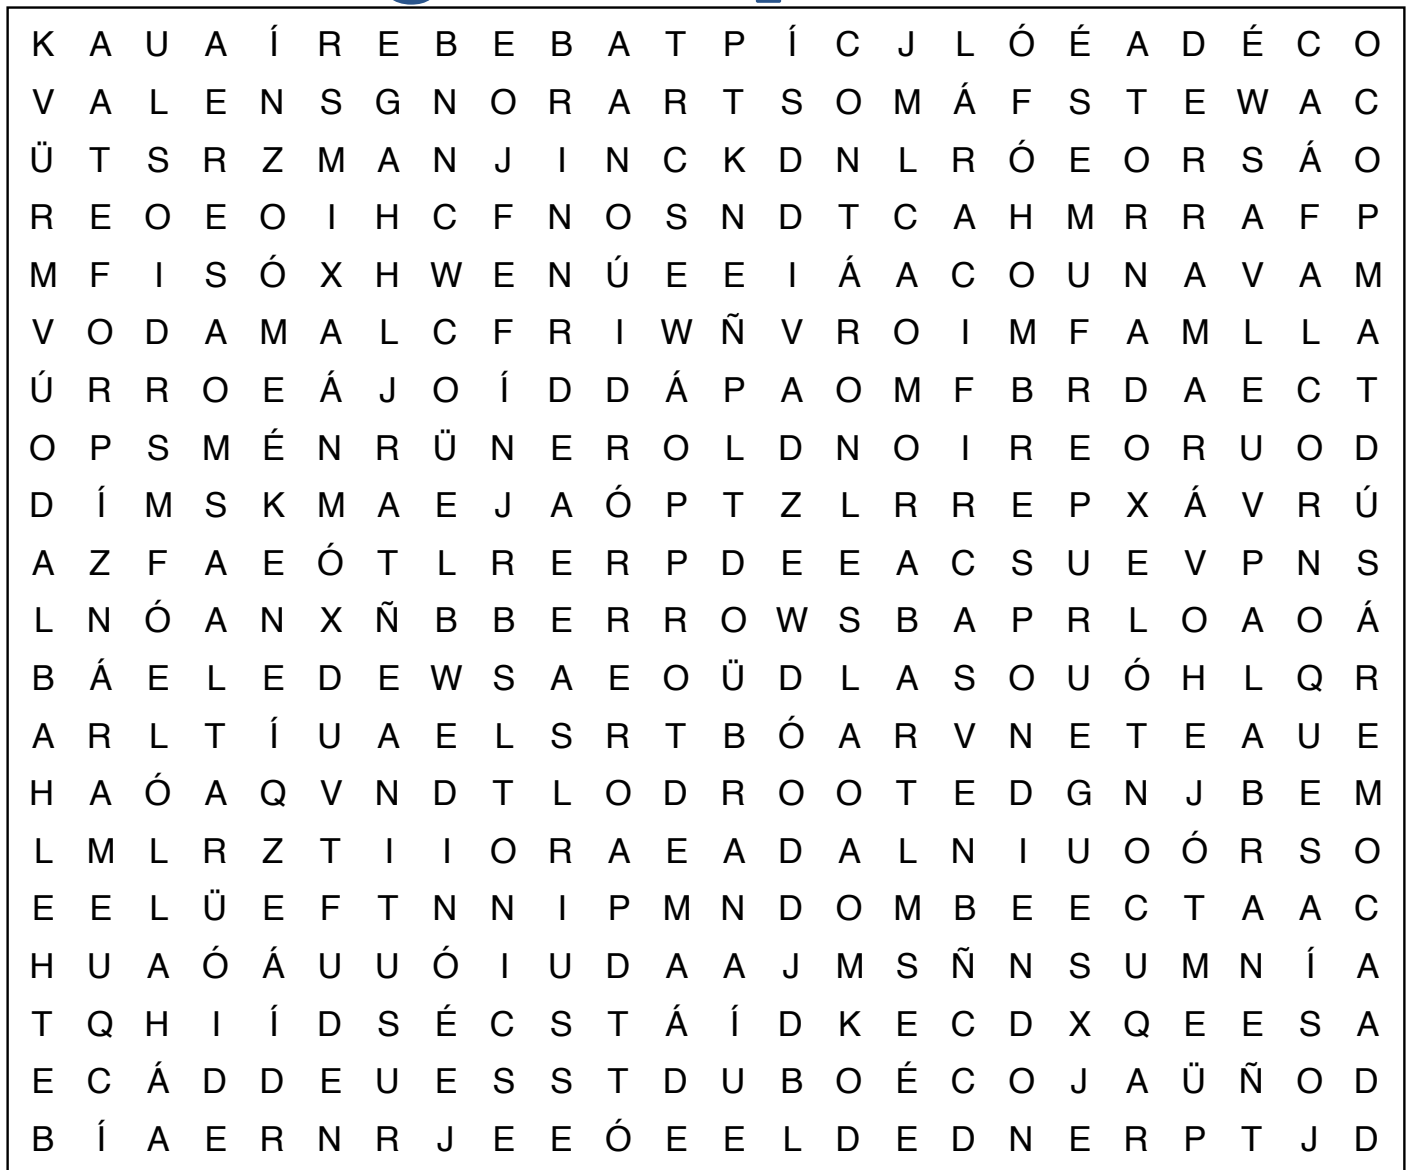 K A U A Í R E B E B A T P Í C J L Ó É A D É C O
V A L E N S G N O R A R T S O M Á F S T E W A C
Ü T S R Z M A N J I N C K D N L R Ó E O R S Á O
R E O E O I H C F N O S N D T C A H M R R A F P
M F I S Ó X H W E N Ú E E I Á A C O U N A V A M
V O D A M A L C F R I W Ñ V R O I M F A M L L A
Ú R R O E Á J O Í D D Á P A O M F B R D A E C T
O P S M É N R Ü N E R O L D N O I R E O R U O D
D Í M S K M A E J A Ó P T Z L R R E P X Á V R Ú
A Z F A E Ó T L R E R P D E E A C S U E V P N S
L N Ó A N X Ñ B B E R R O W S B A P R L O A O Á
B Á E L E D E W S A E O Ü D L A S O U Ó H L Q R
A R L T Í U A E L S R T B Ó A R V N E T E A U E
H A Ó A Q V N D T L O D R O O T E D G N J B E M
L M L R Z T I I O R A E A D A L N I U O Ó R S O
E E L Ü E F T N N I P M N D O M B E E C T A A C
H U A Ó Á U U Ó I U D A A J M S Ñ N S U M N Í A
T Q H I Í D S É C S T Á Í D K E C D X Q E E S A
E C Á D D E U E S S T D U B O É C O J A Ü Ñ O D
B Í A E R N R J E E Ó E E L D E D N E R P T J D